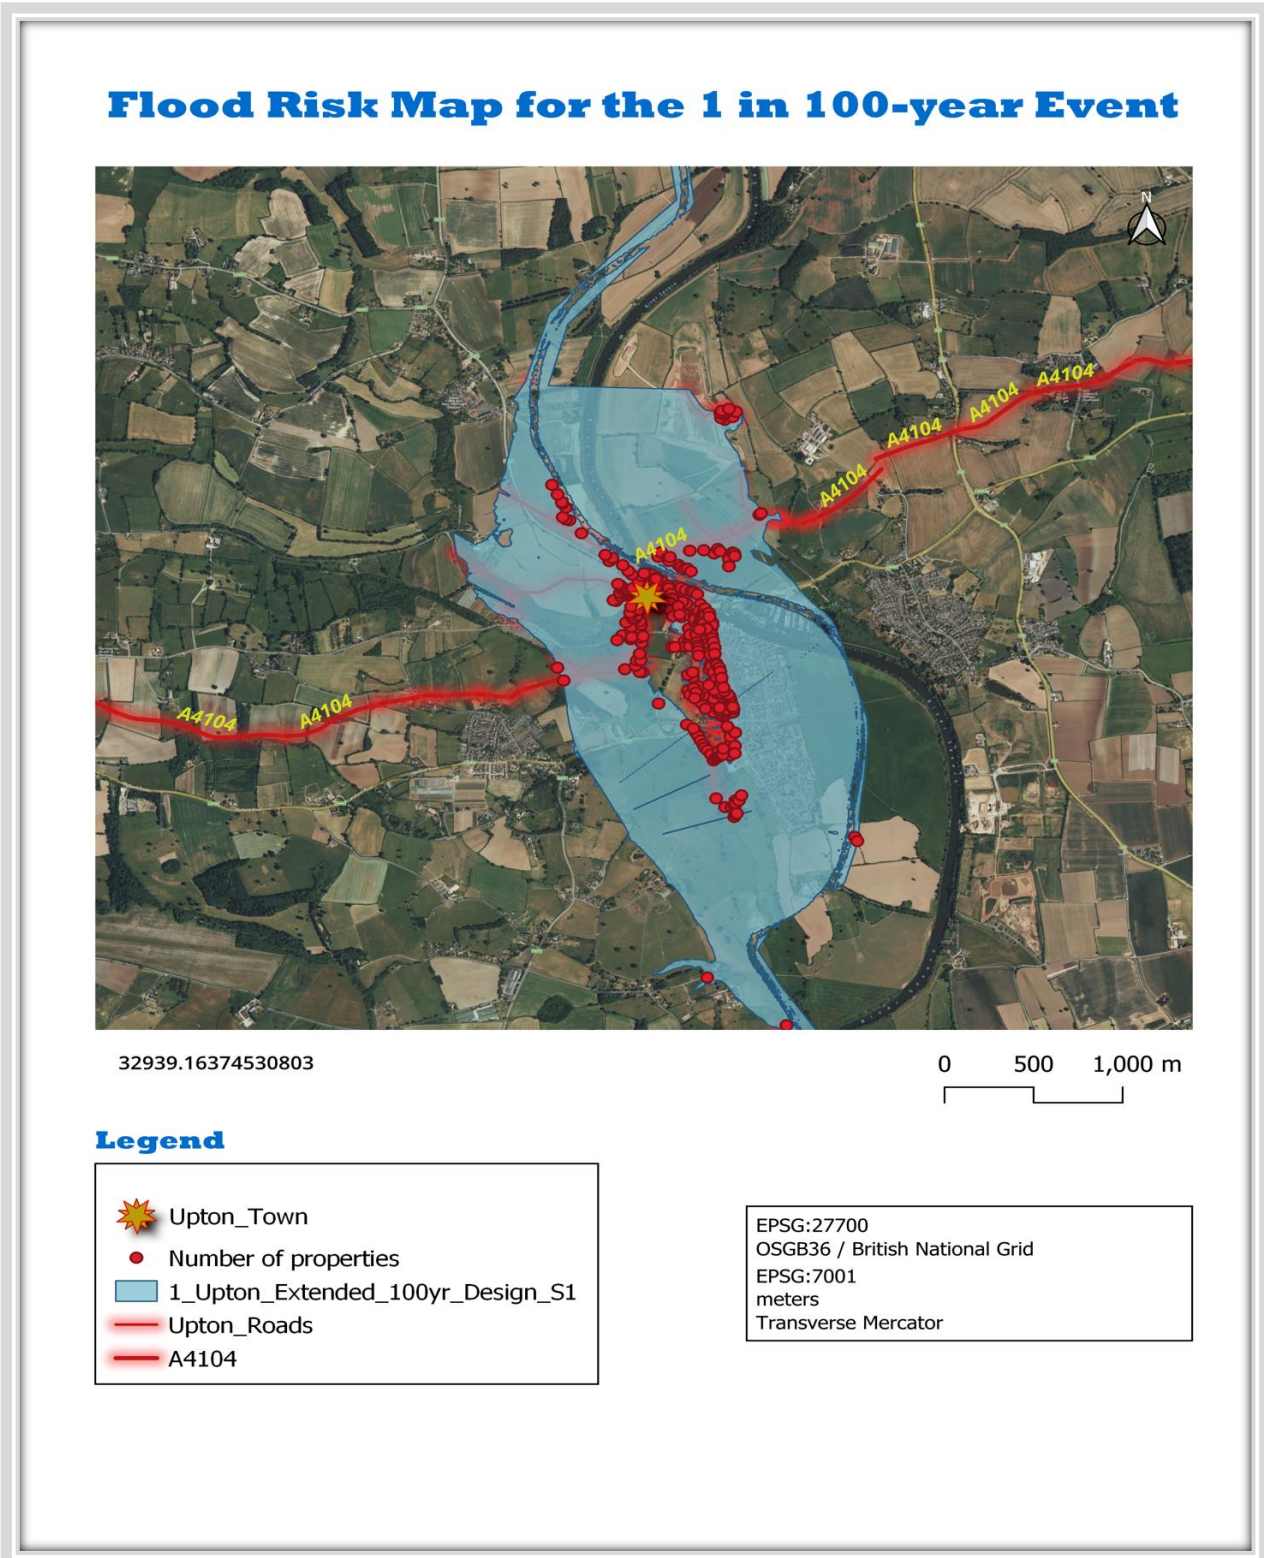 Flood Risk Map for the 1 in 100-year Event
N
River Severn
A4104
A4104
A4104
A4104
A4104
A4104
A4104
32939.16374530803
0 500 1,000 m
Legend
Upton_Town
Number of properties
1_Upton_Extended_100yr_Design_S1
Upton_Roads
A4104
EPSG:27700
OSGB36 / British National Grid
EPSG:7001
meters
Transverse Mercator